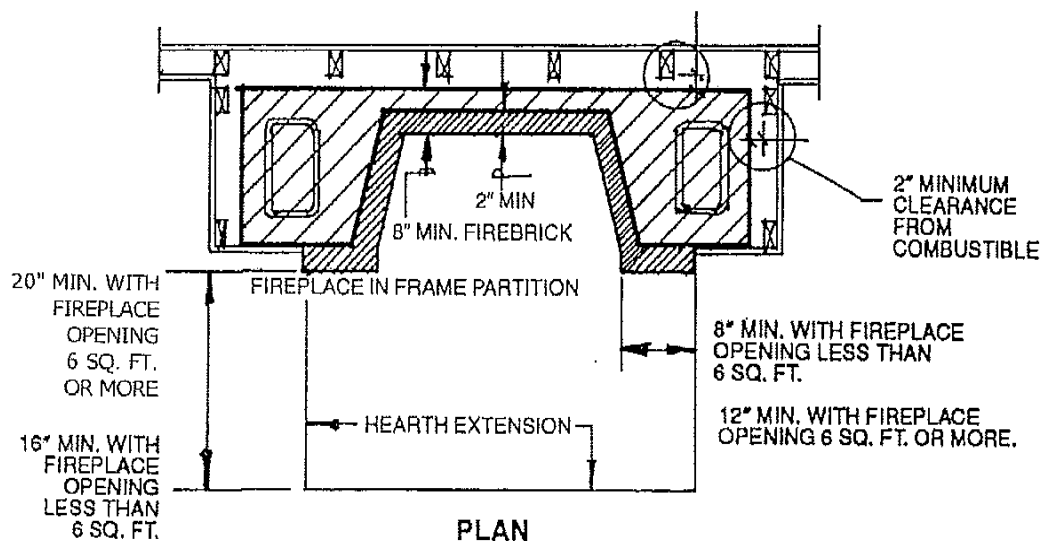 2" MIN
8" MIN. FIREBRICK
2" MINIMUM
CLEARANCE
FROM
COMBUSTIBLE
20" MIN. WITH
FIREPLACE
OPENING
6 SQ. FT.
OR MORE
FIREPLACE IN FRAME PARTITION
8" MIN. WITH FIREPLACE
OPENING LESS THAN
6 SQ. FT.
12" MIN. WITH FIREPLACE
OPENING 6 SQ. FT. OR MORE.
HEARTH EXTENSION
16" MIN. WITH
FIREPLACE
OPENING
LESS THAN
6 SQ. FT.
PLAN